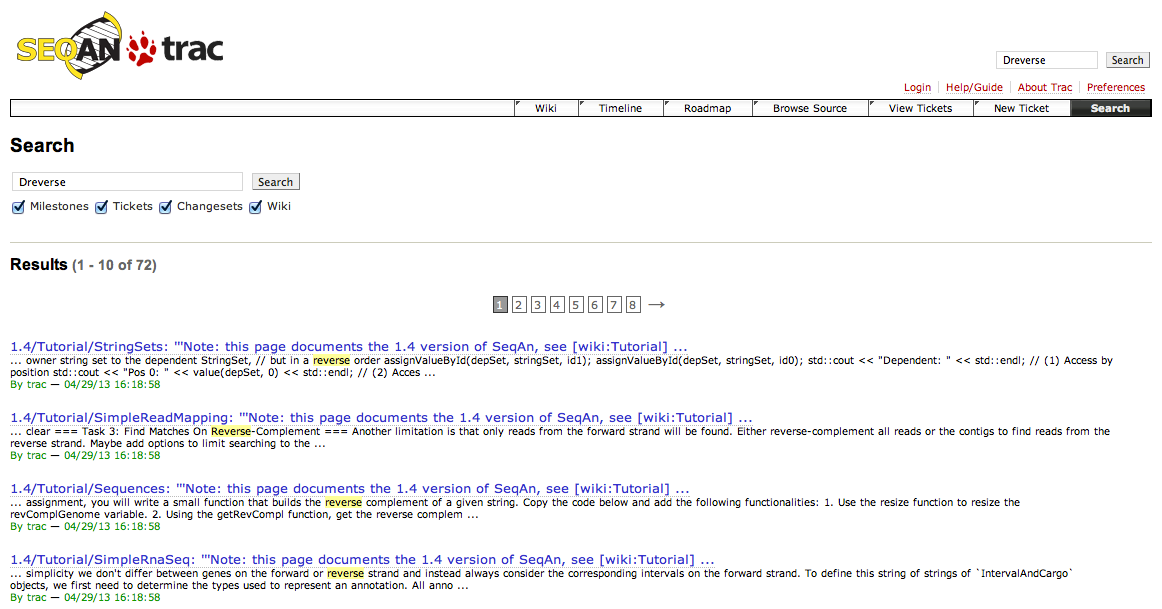 SEQAN trac
Dreverse Search
Login Help/Guide About Trac Preferences
Wiki Timeline Roadmap Browse Source View Tickets New Ticket Search
Search
Dreverse Search
Milestones Tickets Changesets Wiki
Results (1 - 10 of 72)
1 2 3 4 5 6 7 8 →
1.4/Tutorial/StringSets: '''Note: this page documents the 1.4 version of SeqAn, see [wiki:Tutorial] ...
... owner string set to the dependent StringSet, // but in a reverse order assignValueById(depSet, stringSet, id1); assignValueById(depSet, stringSet, id0); std::cout << "Dependent: " << std::endl; // (1) Access by
position std::cout << "Pos 0: " << value(depSet, 0) << std::endl; // (2) Acces ...
By trac — 04/29/13 16:18:58
1.4/Tutorial/SimpleReadMapping: '''Note: this page documents the 1.4 version of SeqAn, see [wiki:Tutorial] ...
... clear === Task 3: Find Matches On Reverse-Complement === Another limitation is that only reads from the forward strand will be found. Either reverse-complement all reads or the contigs to find reads from the
reverse strand. Maybe add options to limit searching to the ...
By trac — 04/29/13 16:18:58
1.4/Tutorial/Sequences: '''Note: this page documents the 1.4 version of SeqAn, see [wiki:Tutorial] ...
... assignment, you will write a small function that builds the reverse complement of a given string. Copy the code below and add the following functionalities: 1. Use the resize function to resize the
revComplGenome variable. 2. Using the getRevCompl function, get the reverse complem ...
By trac — 04/29/13 16:18:58
1.4/Tutorial/SimpleRnaSeq: '''Note: this page documents the 1.4 version of SeqAn, see [wiki:Tutorial] ...
... simplicity we don't differ between genes on the forward or reverse strand and instead always consider the corresponding intervals on the forward strand. To define this string of strings of `IntervalAndCargo`
objects, we first need to determine the types used to represent an annotation. All anno ...
By trac — 04/29/13 16:18:58